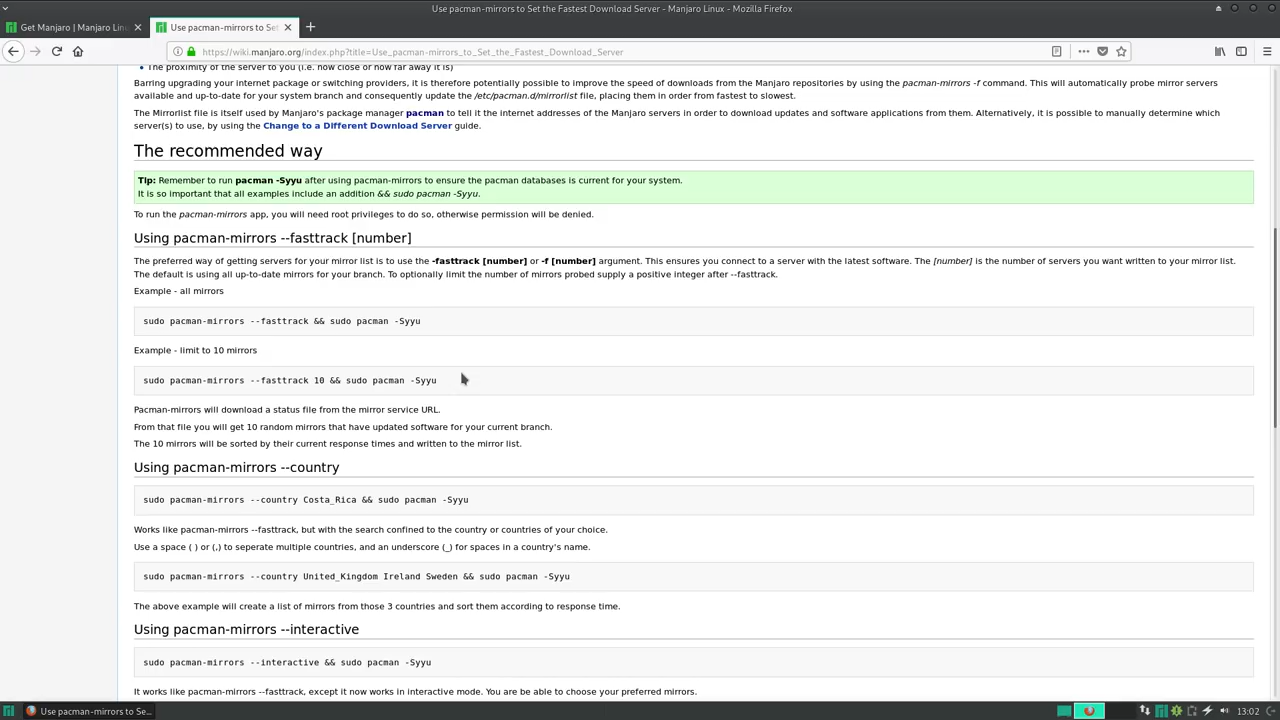 Use pacman-mirrors to Set the Fastest Download Server - Manjaro Linux - Mozilla Firefox
Get Manjaro | Manjaro Linu
Use pacman-mirrors to Set
https://wiki.manjaro.org/index.php?title=Use_pacman-mirrors_to_Set_the_Fastest_Download_Server
• The proximity of the server to you (i.e. how close or how far away it is)
Barring upgrading your internet package or switching providers, it is therefore potentially possible to improve the speed of downloads from the Manjaro repositories by using the pacman-mirrors -f command. This will automatically probe mirror servers
available and up-to-date for your system branch and consequently update the /etc/pacman.d/mirrorlist file, placing them in order from fastest to slowest.
The Mirrorlist file is itself used by Manjaro's package manager pacman to tell it the internet addresses of the Manjaro servers in order to download updates and software applications from them. Alternatively, it is possible to manually determine which
server(s) to use, by using the Change to a Different Download Server guide.
The recommended way
Tip: Remember to run pacman -Syyu after using pacman-mirrors to ensure the pacman databases is current for your system.
It is so important that all examples include an addition && sudo pacman -Syyu.
To run the pacman-mirrors app, you will need root privileges to do so, otherwise permission will be denied.
Using pacman-mirrors --fasttrack [number]
The preferred way of getting servers for your mirror list is to use the -fasttrack [number] or -f [number] argument. This ensures you connect to a server with the latest software. The [number] is the number of servers you want written to your mirror list.
The default is using all up-to-date mirrors for your branch. To optionally limit the number of mirrors probed supply a positive integer after --fasttrack.
Example - all mirrors
sudo pacman-mirrors --fasttrack && sudo pacman -Syyu
Example - limit to 10 mirrors
sudo pacman-mirrors --fasttrack 10 && sudo pacman -Syyu
Pacman-mirrors will download a status file from the mirror service URL.
From that file you will get 10 random mirrors that have updated software for your current branch.
The 10 mirrors will be sorted by their current response times and written to the mirror list.
Using pacman-mirrors --country
sudo pacman-mirrors --country Costa_Rica && sudo pacman -Syyu
Works like pacman-mirrors --fasttrack, but with the search confined to the country or countries of your choice.
Use a space ( ) or (,) to seperate multiple countries, and an underscore (_) for spaces in a country's name.
sudo pacman-mirrors --country United_Kingdom Ireland Sweden && sudo pacman -Syyu
The above example will create a list of mirrors from those 3 countries and sort them according to response time.
Using pacman-mirrors --interactive
sudo pacman-mirrors --interactive && sudo pacman -Syyu
It works like pacman-mirrors --fasttrack, except it now works in interactive mode. You are be able to choose your preferred mirrors.
Use pacman-mirrors to Se...
13:02